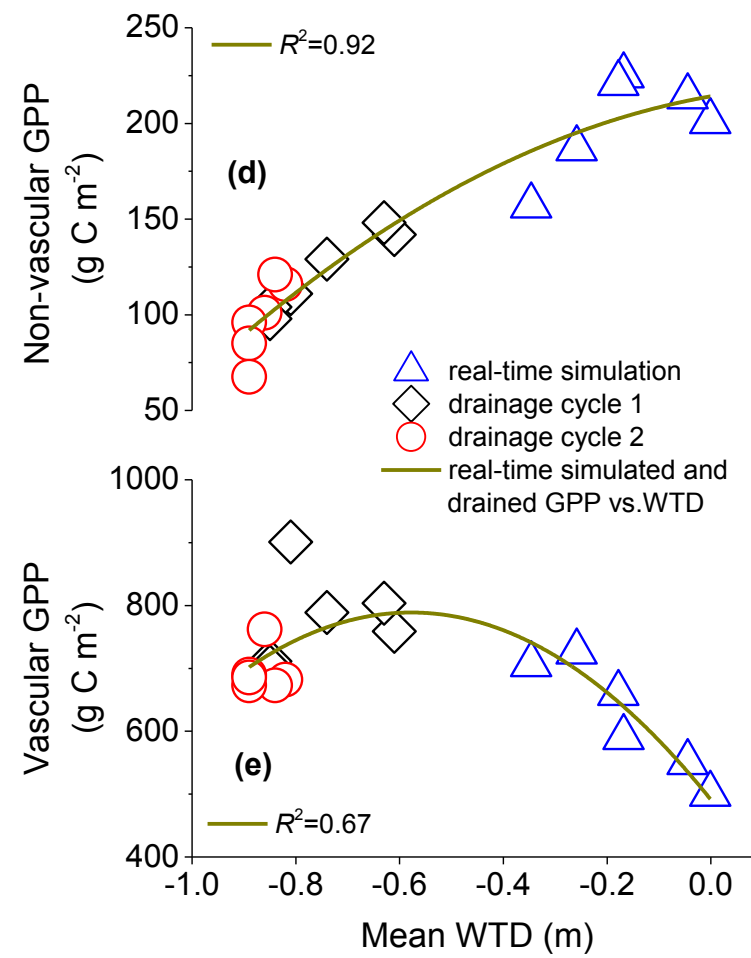 250
200
150
100
50
Non-vascular GPP
(g C m⁻²)
R²=0.92
(d)
real-time simulation
drainage cycle 1
drainage cycle 2
real-time simulated and
drained GPP vs.WTD
1000
800
600
400
Vascular GPP
(g C m⁻²)
(e)
R²=0.67
-1.0 -0.8 -0.6 -0.4 -0.2 0.0
Mean WTD (m)